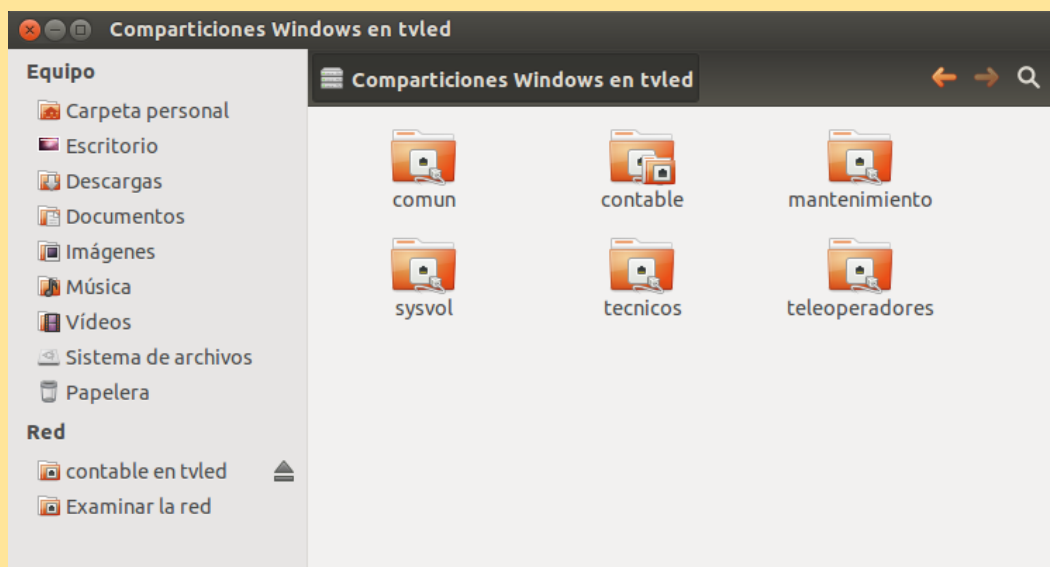 Comparticiones Windows en tvled
Equipo
Carpeta personal
Escritorio
Descargas
Documentos
Imágenes
Música
Vídeos
Sistema de archivos
Papelera
Red
contable en tvled
Examinar la red
Comparticiones Windows en tvled
comun
contable
mantenimiento
sysvol
tecnicos
teleoperadores